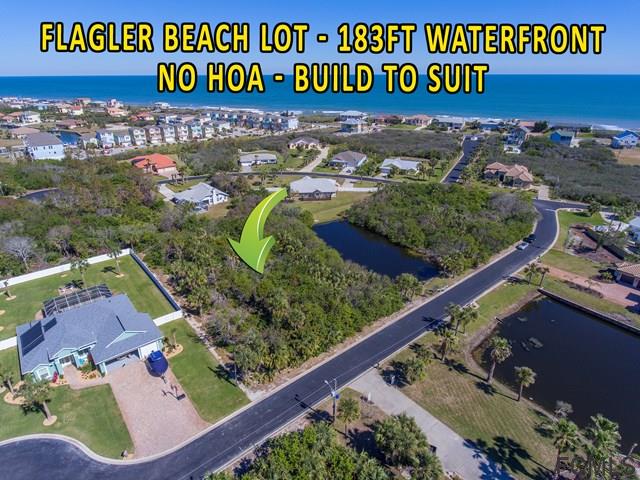 FLAGLER BEACH LOT - 183FT WATERFRONT
NO HOA - BUILD TO SUIT